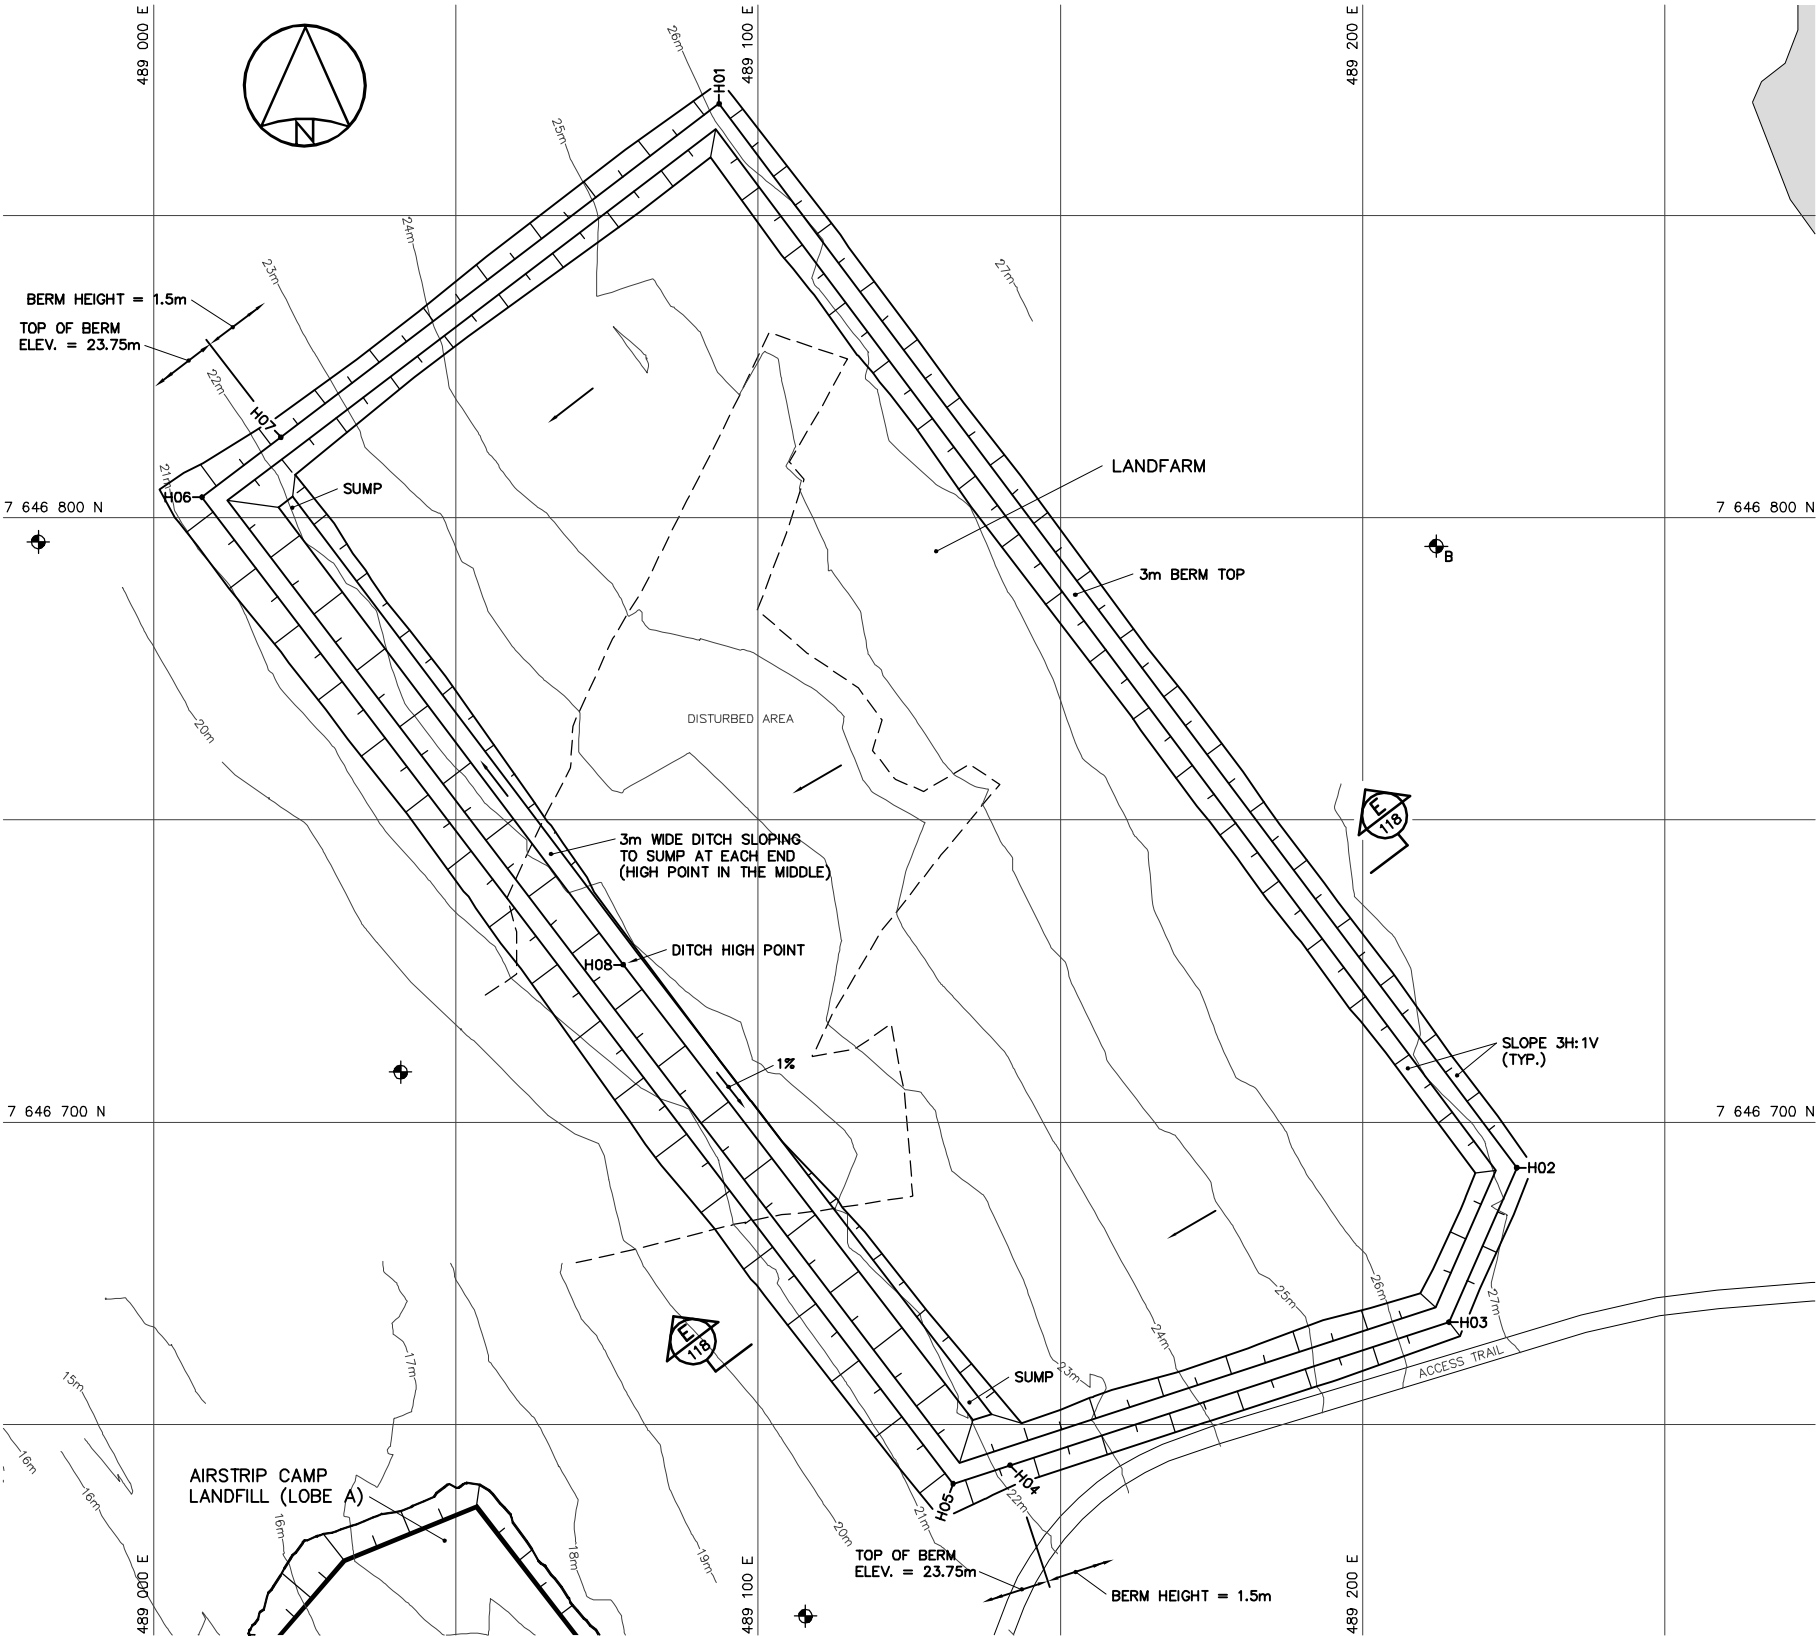 489 000 E
489 100 E
489 200 E
N
26m
H01
25m
24m
23m
27m
BERM HEIGHT = 1.5m
TOP OF BERM
ELEV. = 23.75m
22m
H07
21m
H06
SUMP
LANDFARM
7 646 800 N
7 646 800 N
B
3m BERM TOP
20m
DISTURBED AREA
E
118
3m WIDE DITCH SLOPING
TO SUMP AT EACH END
(HIGH POINT IN THE MIDDLE)
DITCH HIGH POINT
H08
1%
SLOPE 3H:1V
(TYP.)
7 646 700 N
7 646 700 N
H02
26m
25m
27m
24m
H03
E
118
17m
ACCESS TRAIL
23m
SUMP
15m
16m
AIRSTRIP CAMP
LANDFILL (LOBE A)
16m
16m
H04
H05
22m
21m
20m
19m
18m
TOP OF BERM
ELEV. = 23.75m
BERM HEIGHT = 1.5m
489 000 E
489 100 E
489 200 E